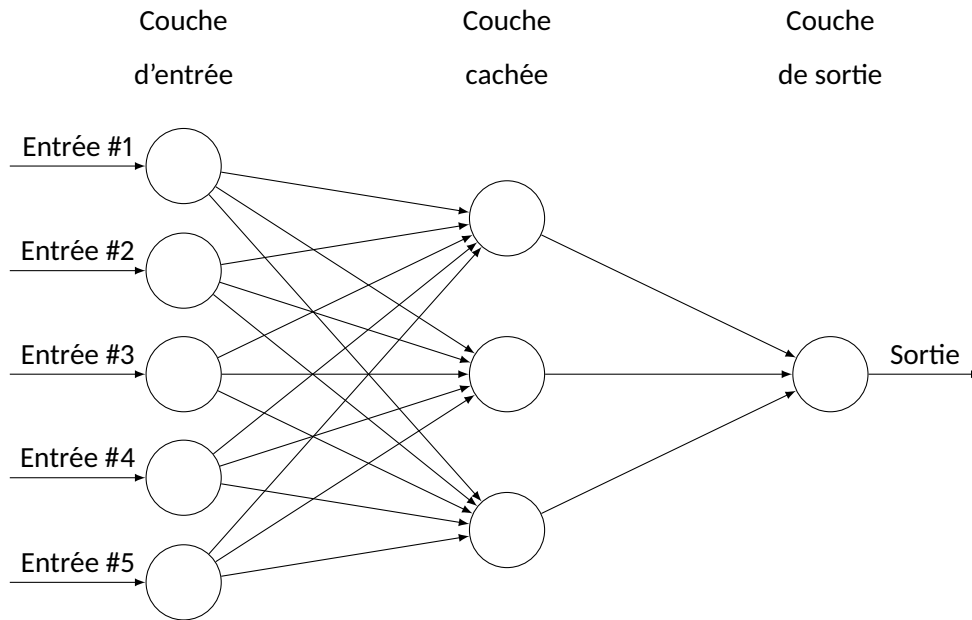 Couche
d’entrée
Couche
cachée
Couche
de sortie
Entrée #1
Entrée #2
Entrée #3
Entrée #4
Entrée #5
Sortie